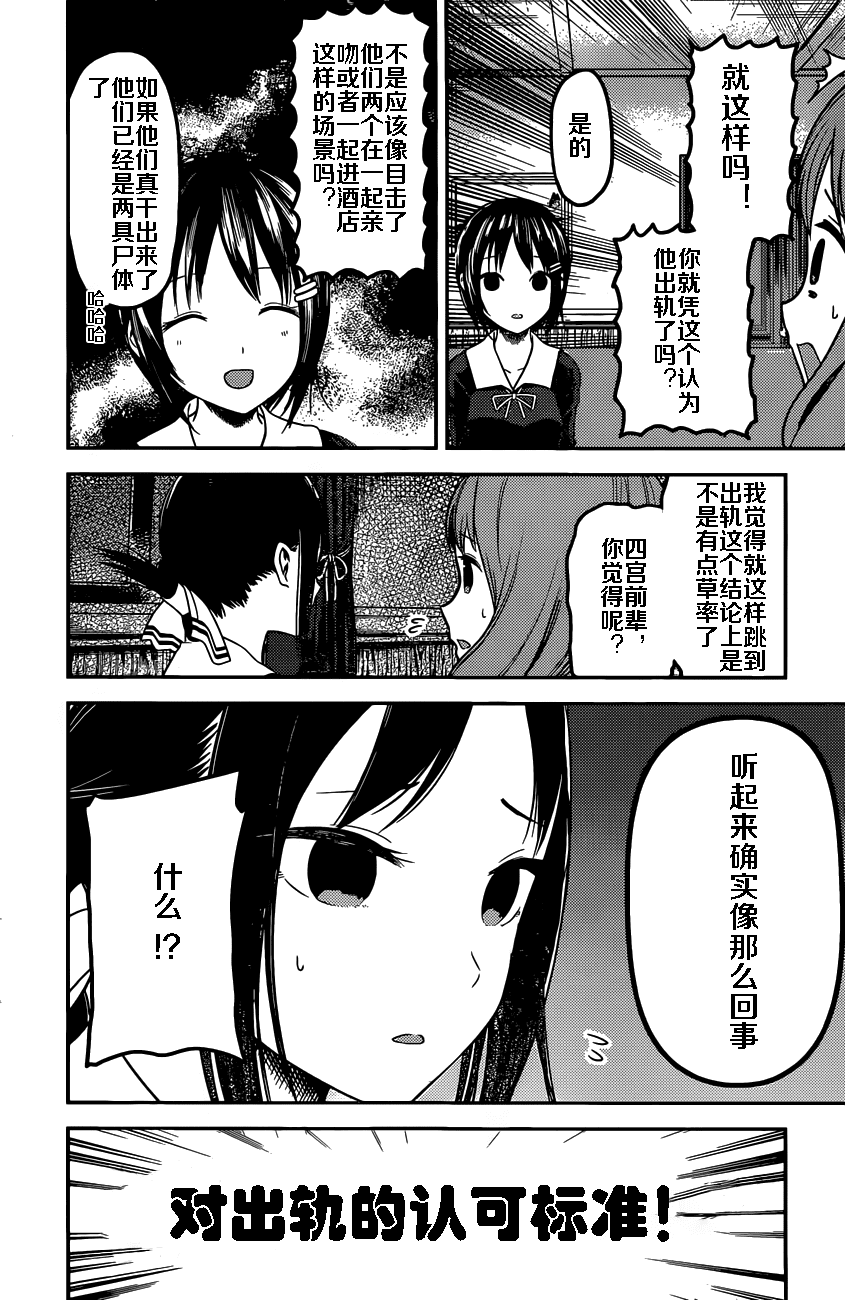 就这样吗！
你就凭这个认为
他出轨了吗？
是的
不是应该像目击了
他们两个在一起亲
吻或者一起进酒店
这样的场景吗？
如果他们真干出来了
他们已经是两具尸体
了
哈哈哈
我觉得就这样跳到
出轨这个结论上是
不是有点草率了
四宫前辈，
你觉得呢？
听起来确实像那么回事
什么!?
对出轨的认可标准！